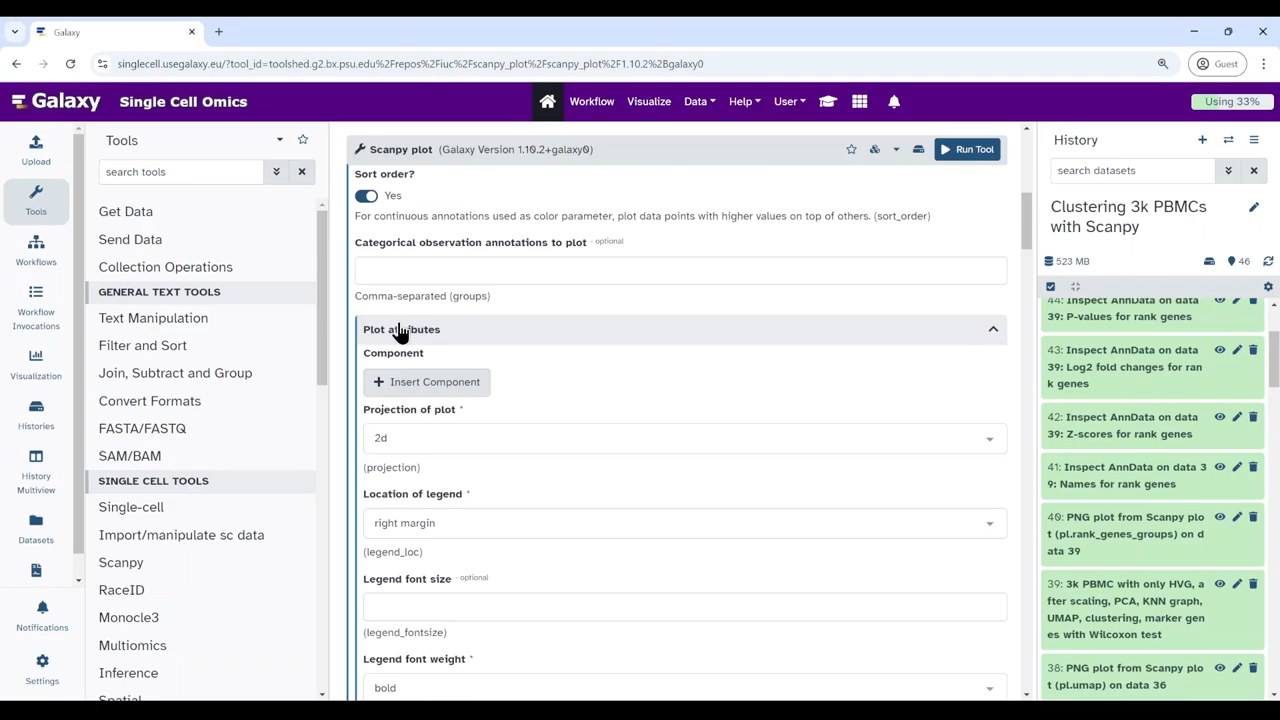 Galaxy
singlecell.usegalaxy.eu/?tool_id=toolshed.g2.bx.psu.edu%2Frepos%2Fiuc%2Fscanpy_plot%2Fscanpy_plot%2F1.10.2%2Bgalaxy0
Guest
Galaxy
Single Cell Omics
Workflow
Visualize
Data
Help
User
Using 33%
Upload
Tools
Workflows
Workflow
Invocations
Visualization
Histories
History
Multiview
Datasets
Notifications
Settings
Tools
search tools
Get Data
Send Data
Collection Operations
GENERAL TEXT TOOLS
Text Manipulation
Filter and Sort
Join, Subtract and Group
Convert Formats
FASTA/FASTQ
SAM/BAM
SINGLE CELL TOOLS
Single-cell
Import/manipulate sc data
Scanpy
RaceID
Monocle3
Multiomics
Inference
Spatial
Scanpy plot (Galaxy Version 1.10.2+galaxy0)
Run Tool
Sort order?
Yes
For continuous annotations used as color parameter, plot data points with higher values on top of others. (sort_order)
Categorical observation annotations to plot - optional
Comma-separated (groups)
Plot attributes
Component
+ Insert Component
Projection of plot *
2d
(projection)
Location of legend *
right margin
(legend_loc)
Legend font size - optional
(legend_fontsize)
Legend font weight *
bold
History
search datasets
Clustering 3k PBMCs
with Scanpy
523 MB
46
44: Inspect AnnData on data
39: P-values for rank genes
43: Inspect AnnData on data
39: Log2 fold changes for ran
k genes
42: Inspect AnnData on data
39: Z-scores for rank genes
41: Inspect AnnData on data 3
9: Names for rank genes
40: PNG plot from Scanpy plo
t (pl.rank_genes_groups) on d
ata 39
39: 3k PBMC with only HVG, a
fter scaling, PCA, KNN graph,
UMAP, clustering, marker gen
es with Wilcoxon test
38: PNG plot from Scanpy plo
t (pl.umap) on data 36